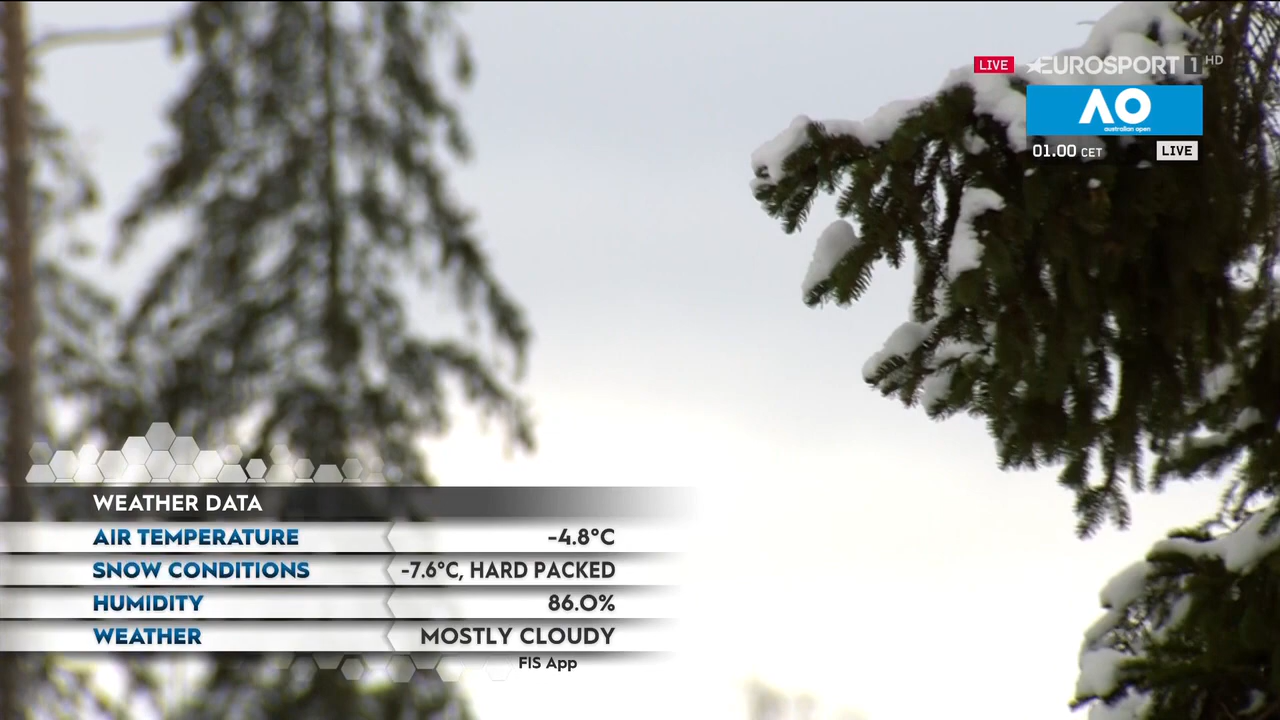 LIVE EUROSPORT 1 HD
AO
australian open
01.00 CET LIVE
WEATHER DATA
AIR TEMPERATURE -4.8°C
SNOW CONDITIONS -7.6°C, HARD PACKED
HUMIDITY 86.0%
WEATHER MOSTLY CLOUDY
FIS App